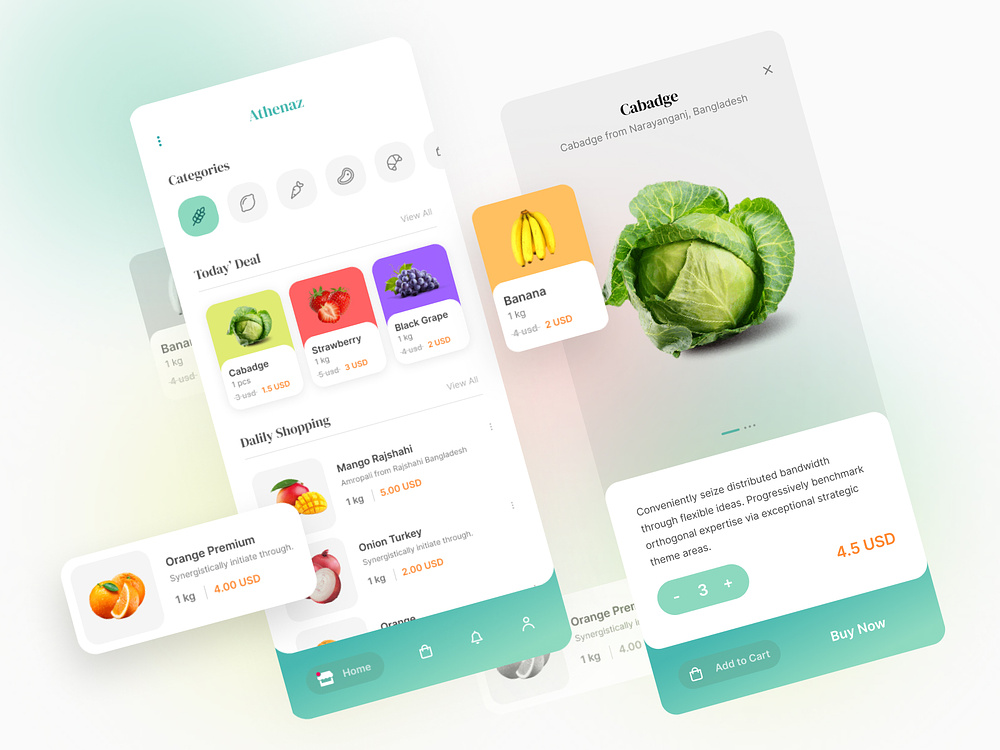 Athenaz
Categories
View All
Today' Deal
Cabadge
1 pcs
3 usd 1.5 USD
Strawberry
1 kg
5 usd 3 USD
Black Grape
1 kg
4 usd 2 USD
View All
Dalily Shopping
Mango Rajshahi
Amropali from Rajshahi Bangladesh
1 kg 5.00 USD
Onion Turkey
Synergistically initiate through.
1 kg 2.00 USD
Orange
Home
Orange Premium
Synergistically initiate through.
1 kg 4.00 USD
Banana
1 kg
4 usd 2 USD
Cabadge
Cabadge from Narayanganj, Bangladesh
Conveniently seize distributed bandwidth
through flexible ideas. Progressively benchmark
orthogonal expertise via exceptional strategic
theme areas.
4.5 USD
- 3 +
Add to Cart
Buy Now
Bana
1 kg
4 usd
Orange Prem
Synergistically i
1 kg 4.00